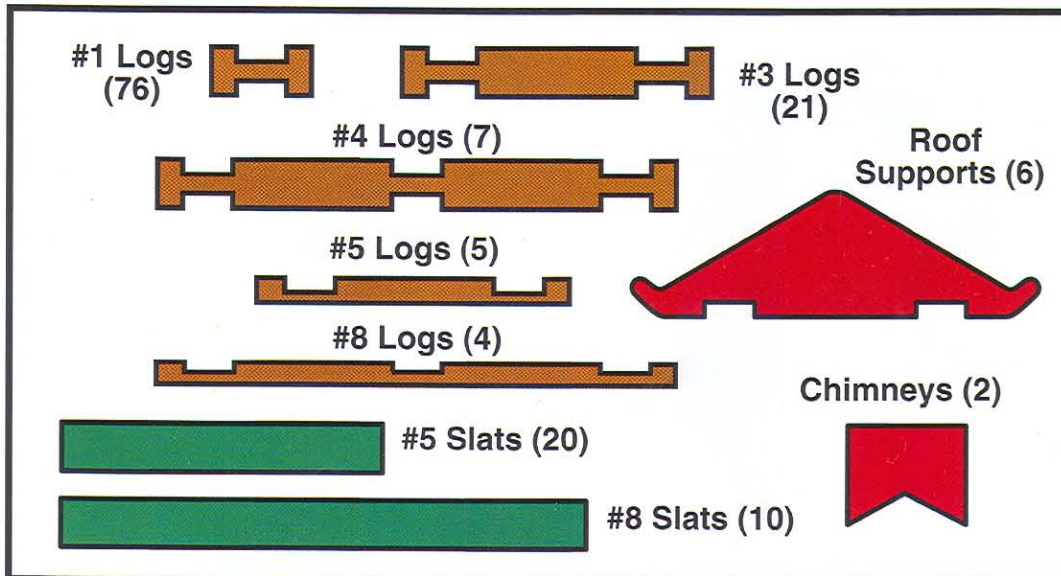 #1 Logs
(76)
#3 Logs
(21)
#4 Logs (7)
Roof
Supports (6)
#5 Logs (5)
#8 Logs (4)
Chimneys (2)
#5 Slats (20)
#8 Slats (10)